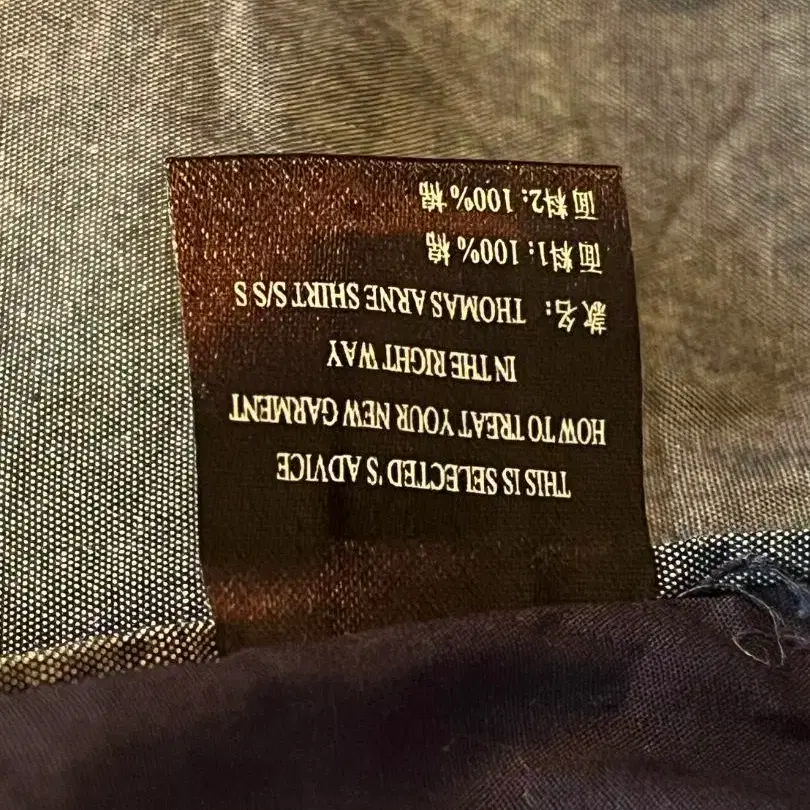 THIS IS SELECTED'S ADVICE
HOW TO TREAT YOUR NEW GARMENT
IN THE RIGHT WAY
款名: THOMAS ARNE SHIRT S/S S
面料1: 100% 棉
面料2: 100% 棉